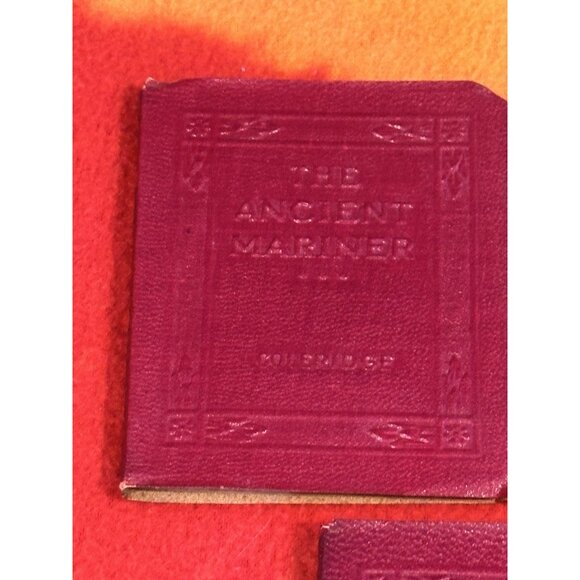 THE
ANCIENT
MARINER
COLERIDGE